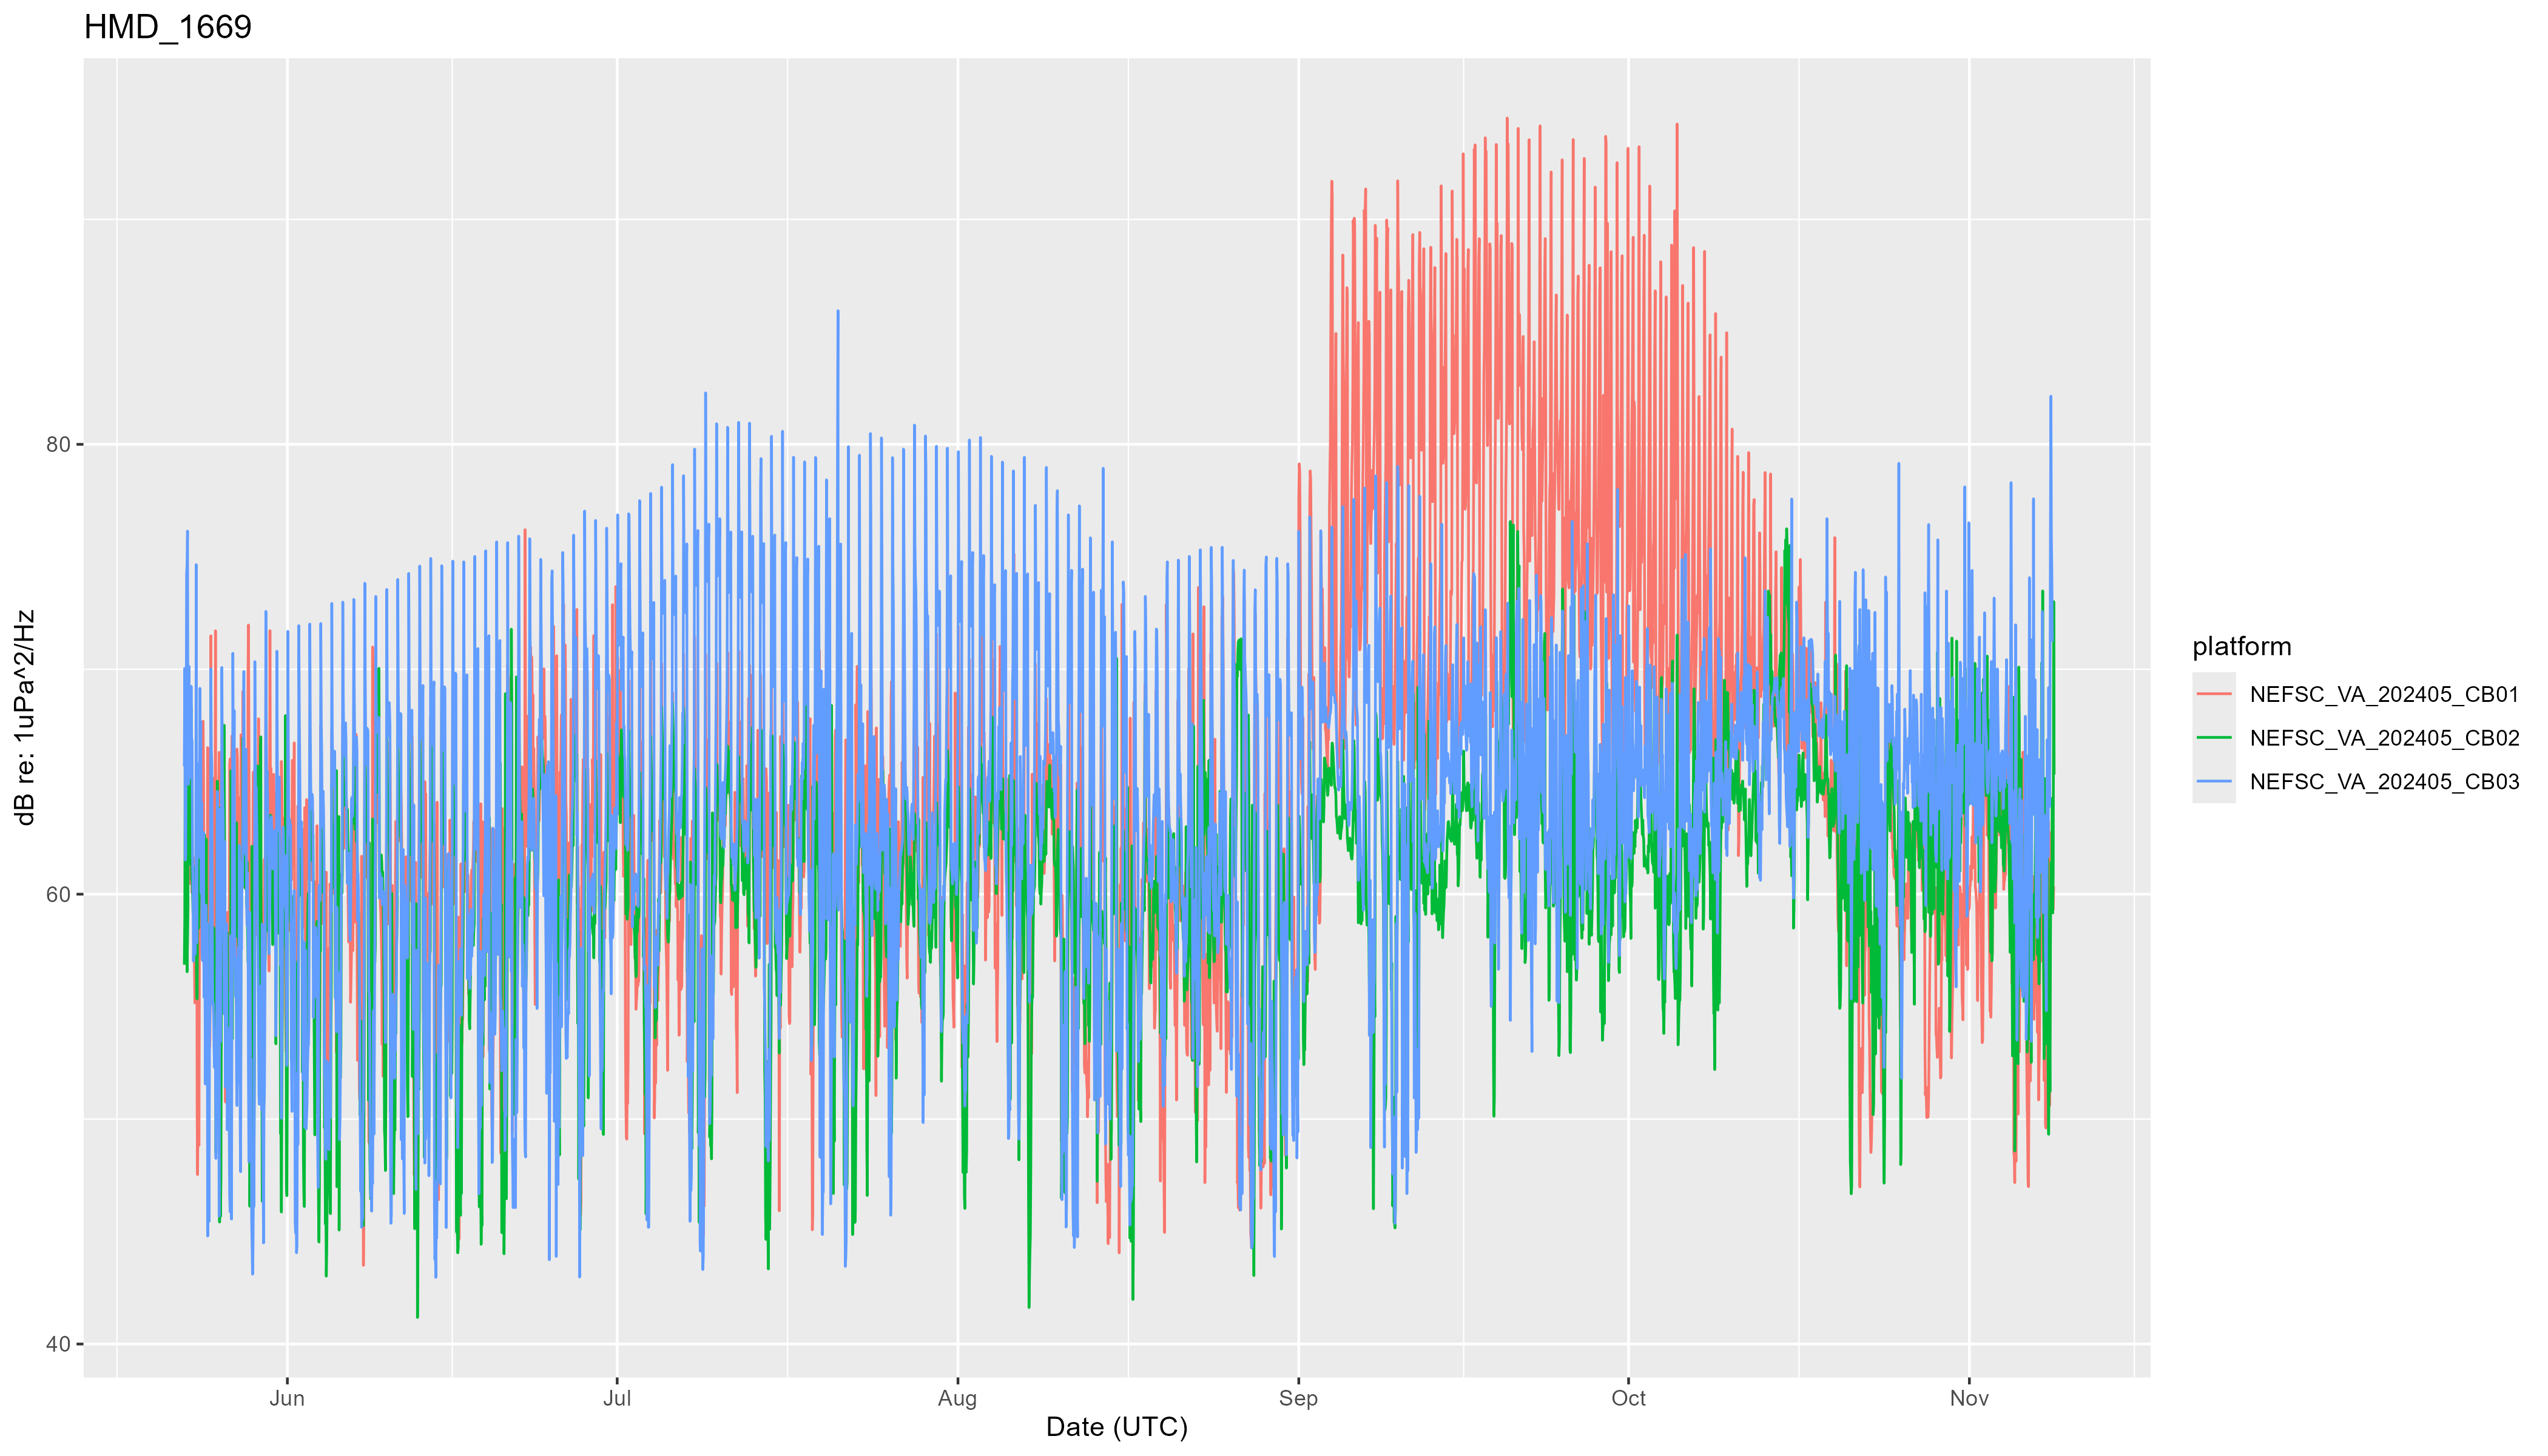 HMD_1669
dB re: 1uPa^2/Hz
80
60
40
Jun Jul Aug Sep Oct Nov
Date (UTC)
platform
NEFSC_VA_202405_CB01
NEFSC_VA_202405_CB02
NEFSC_VA_202405_CB03